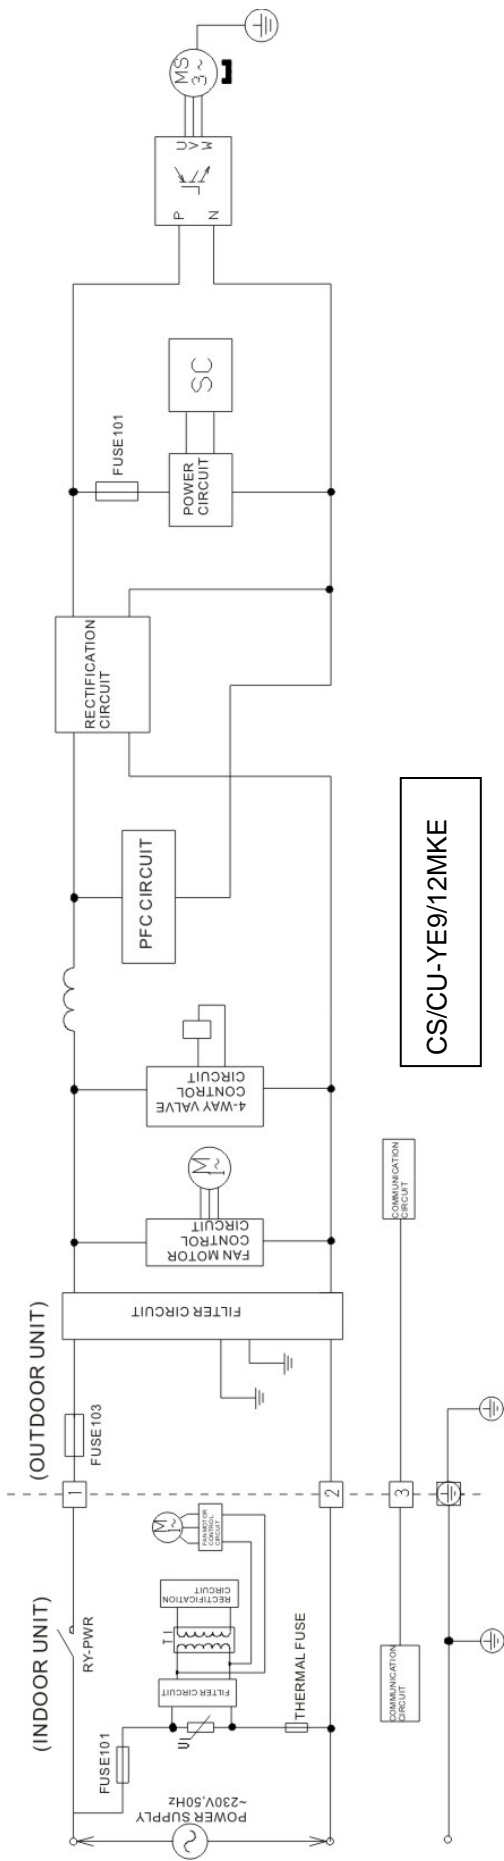 (INDOOR UNIT)
(OUTDOOR UNIT)
POWER SUPPLY
~230V,50Hz
FUSE101
RY-PWR
U
FILTER CIRCUIT
THERMAL FUSE
T1
RECTIFICATION
CIRCUIT
M
1~
FAN MOTOR
CONTROL
CIRCUIT
1
2
3
COMMUNICATION
CIRCUIT
FUSE103
FILTER CIRCUIT
FAN MOTOR
CONTROL
CIRCUIT
M
1~
4-WAY VALVE
CONTROL
CIRCUIT
COMMUNICATION
CIRCUIT
PFC CIRCUIT
RECTIFICATION
CIRCUIT
FUSE101
POWER
CIRCUIT
SC
P
N
U
V
W
MS
3~
CS/CU-YE9/12MKE